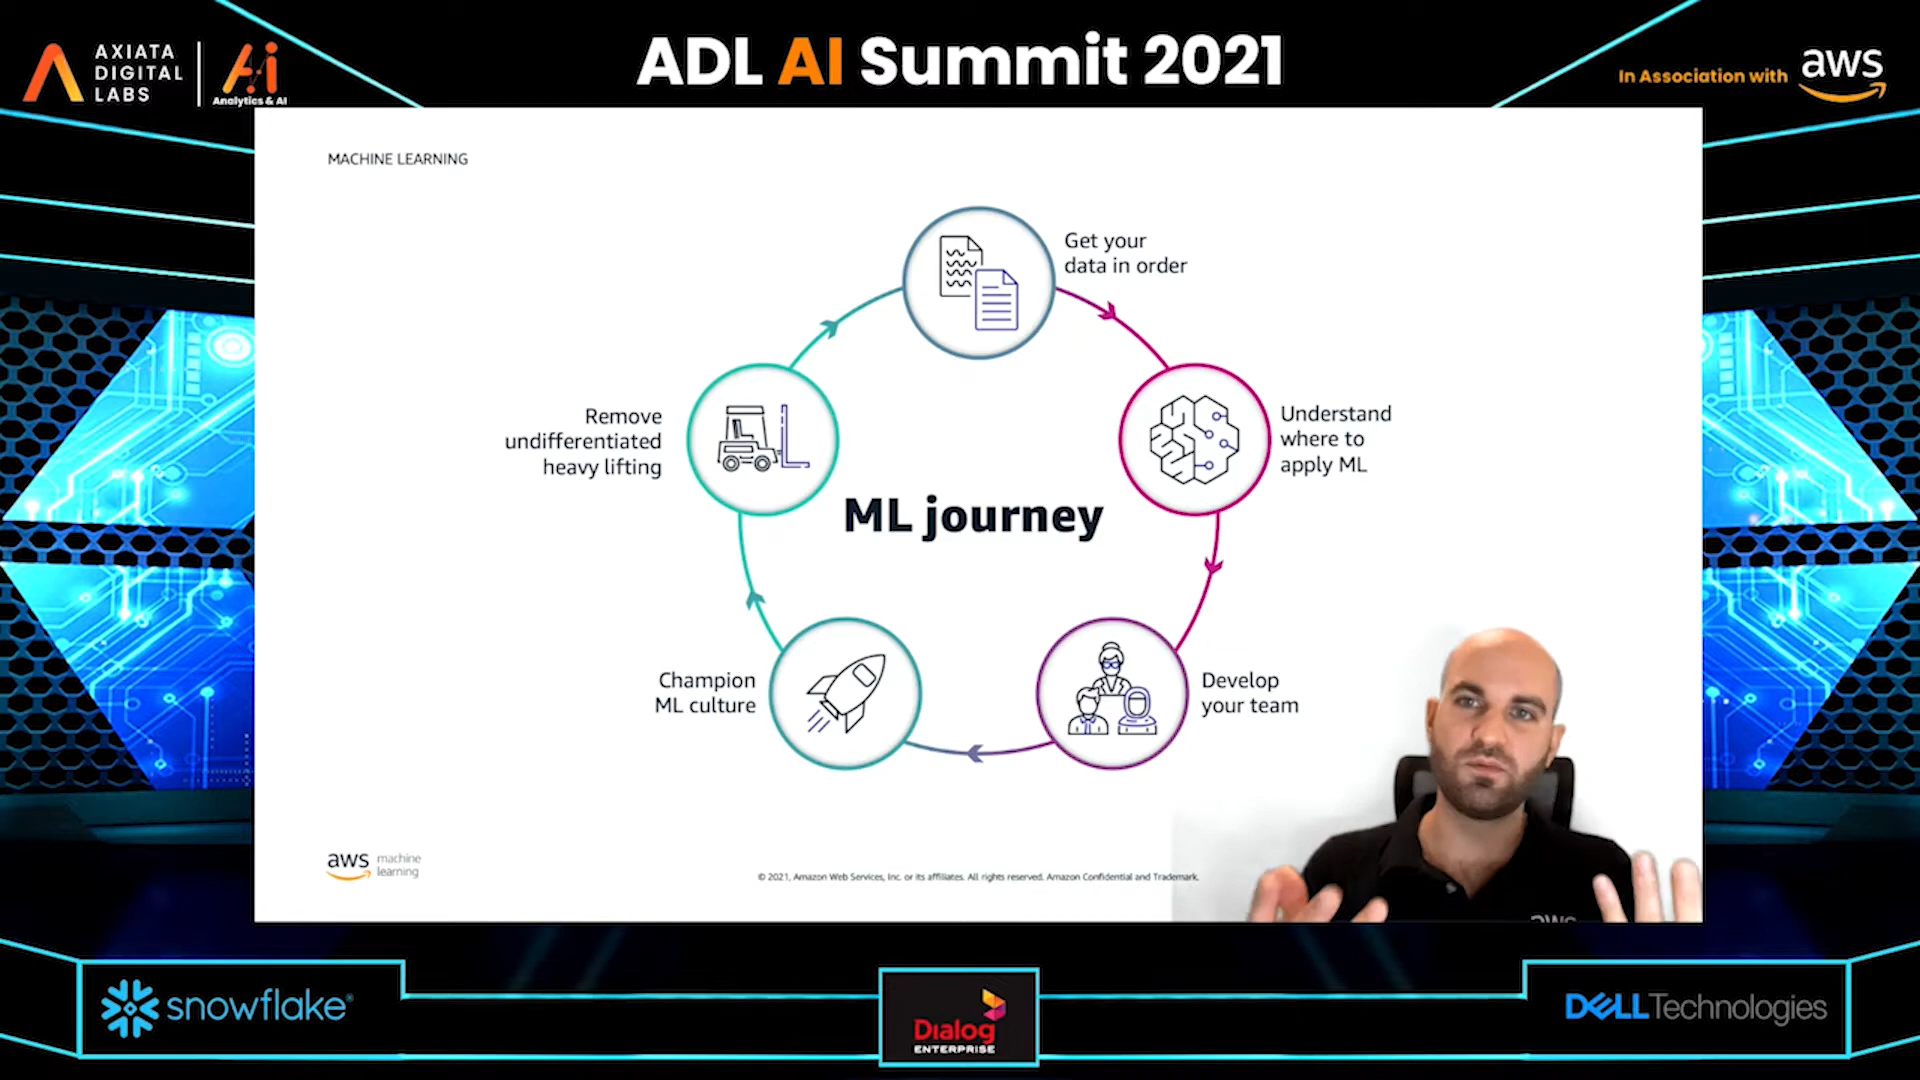 AXIATA
DIGITAL
LABS
Analytics & AI
ADL AI Summit 2021
In Association with
aws
MACHINE LEARNING
Get your
data in order
Remove
undifferentiated
heavy lifting
Understand
where to
apply ML
ML journey
Champion
ML culture
Develop
your team
aws machine
learning
© 2021, Amazon Web Services, Inc. or its affiliates. All rights reserved. Amazon Confidential and Trademark.
aws
snowflake®
Dialog
ENTERPRISE
DELL Technologies